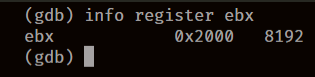 (gdb) info register ebx
ebx            0x2000   8192
(gdb)